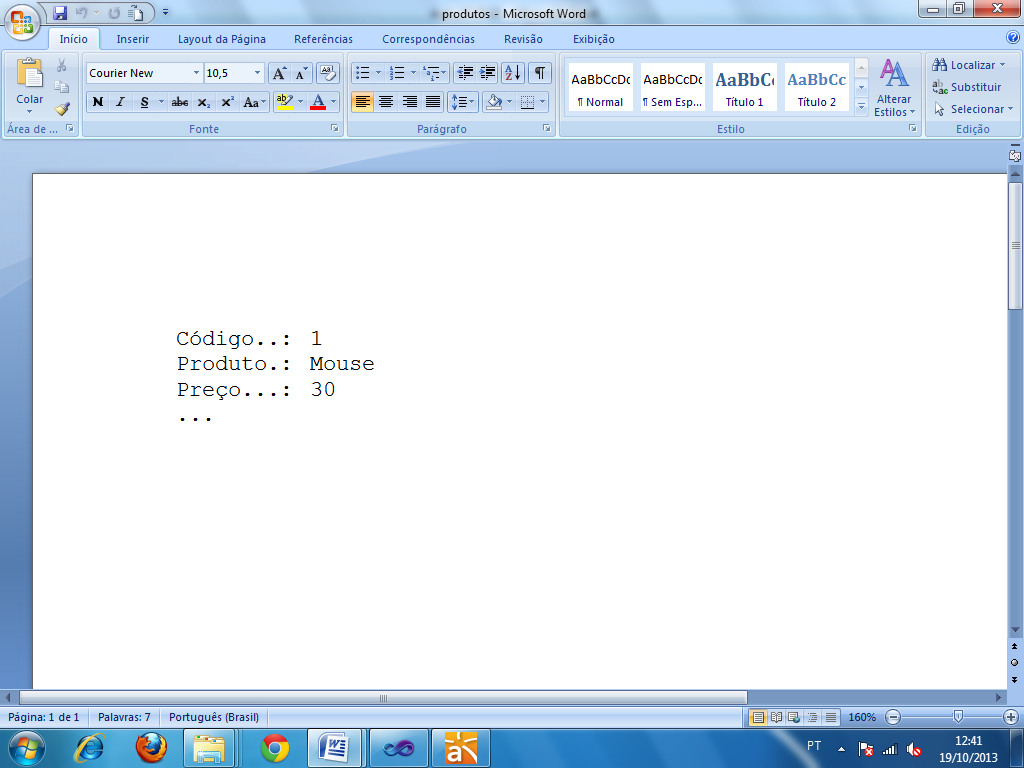 produtos - Microsoft Word
Início Inserir Layout da Página Referências Correspondências Revisão Exibição
Colar
Courier New 10,5
N I S abc x₂ x² Aa
AaBbCcDc AaBbCcDc AaBbC AaBbCc
¶ Normal ¶ Sem Esp... Título 1 Título 2
Alterar Estilos
Localizar
Substituir
Selecionar
Área de ... Fonte Parágrafo Estilo Edição
Código..: 1
Produto.: Mouse
Preço...: 30
...
Página: 1 de 1 Palavras: 7 Português (Brasil) 160%
PT 12:41
19/10/2013